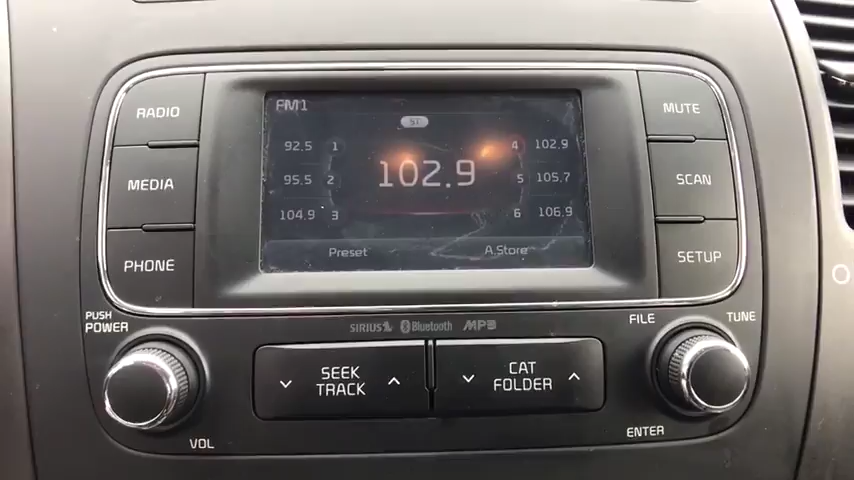 FM1
ST
92.5 1
4 102.9
102.9
95.5 2
5 105.7
104.9 3
6 106.9
Preset
A.Store
RADIO
MEDIA
PHONE
MUTE
SCAN
SETUP
PUSH
POWER
VOL
SIRIUS Bluetooth MP3
SEEK
TRACK
CAT
FOLDER
FILE
TUNE
ENTER